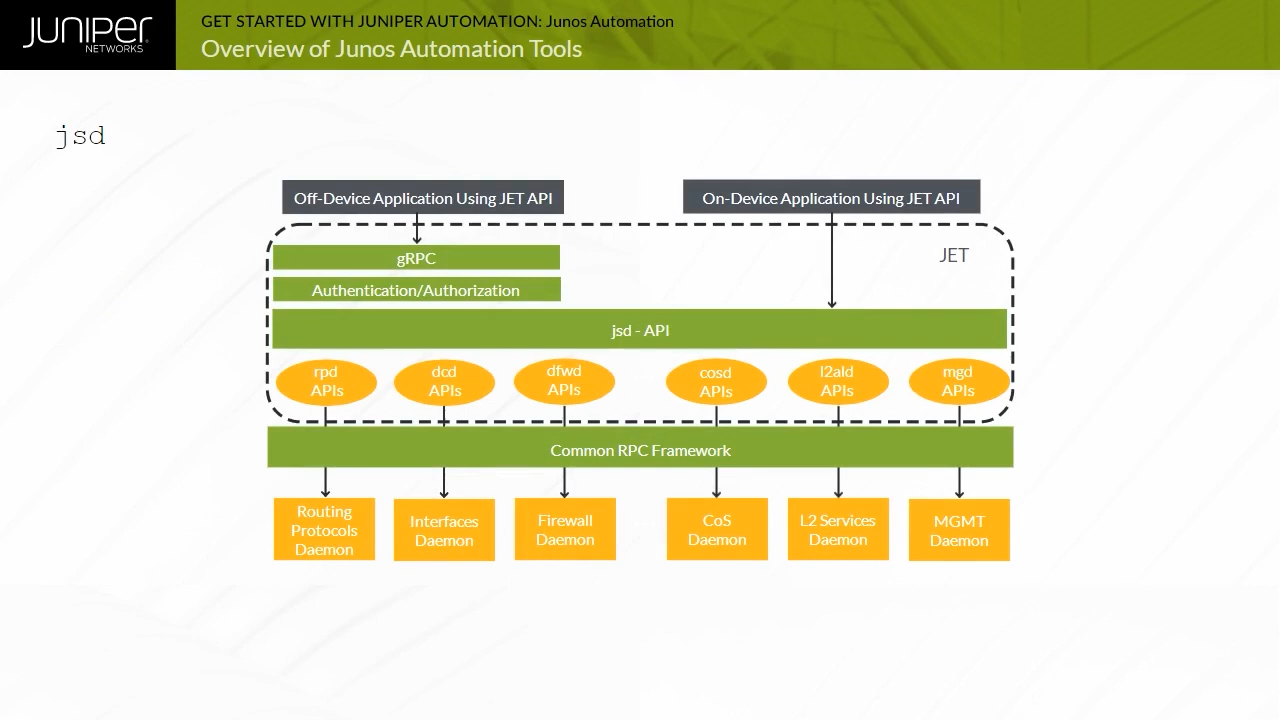 JUNIPER
NETWORKS
GET STARTED WITH JUNIPER AUTOMATION: Junos Automation
Overview of Junos Automation Tools
jsd
Off-Device Application Using JET API
On-Device Application Using JET API
JET
gRPC
Authentication/Authorization
jsd - API
rpd
APIs
dcd
APIs
dfwd
APIs
cosd
APIs
l2ald
APIs
mgd
APIs
Common RPC Framework
Routing
Protocols
Daemon
Interfaces
Daemon
Firewall
Daemon
CoS
Daemon
L2 Services
Daemon
MGMT
Daemon